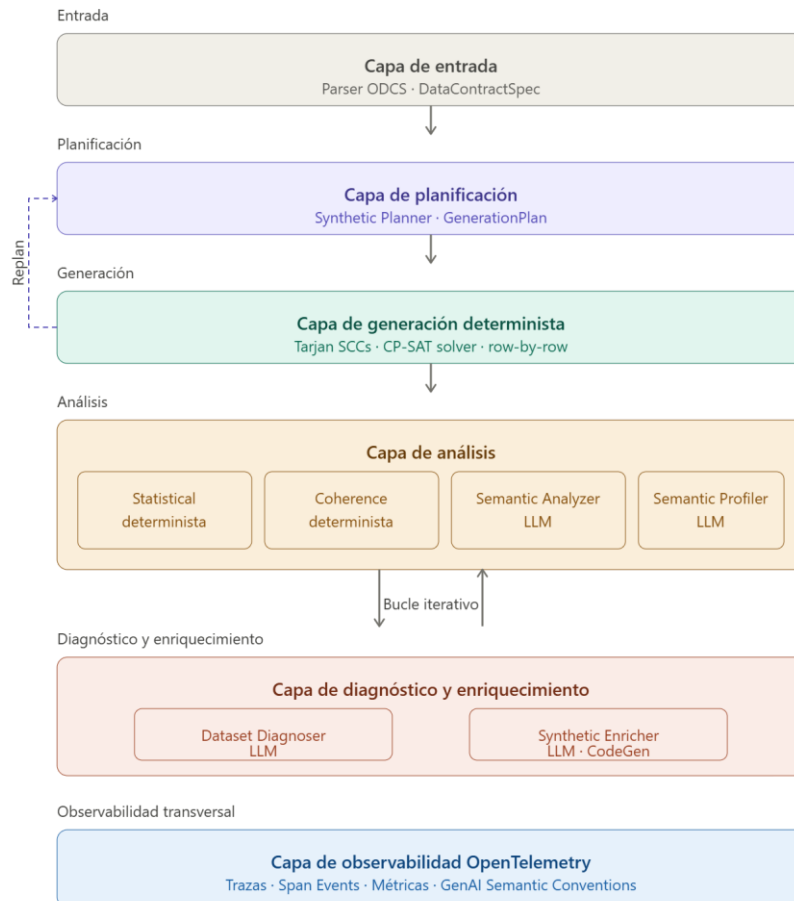 Entrada
Capa de entrada
Parser ODCS · DataContractSpec
Planificación
Capa de planificación
Synthetic Planner · GenerationPlan
Replan
Generación
Capa de generación determinista
Tarjan SCCs · CP-SAT solver · row-by-row
Análisis
Capa de análisis
Statistical
determinista
Coherence
determinista
Semantic Analyzer
LLM
Semantic Profiler
LLM
Bucle iterativo
Diagnóstico y enriquecimiento
Capa de diagnóstico y enriquecimiento
Dataset Diagnoser
LLM
Synthetic Enricher
LLM · CodeGen
Observabilidad transversal
Capa de observabilidad OpenTelemetry
Trazas · Span Events · Métricas · GenAI Semantic Conventions